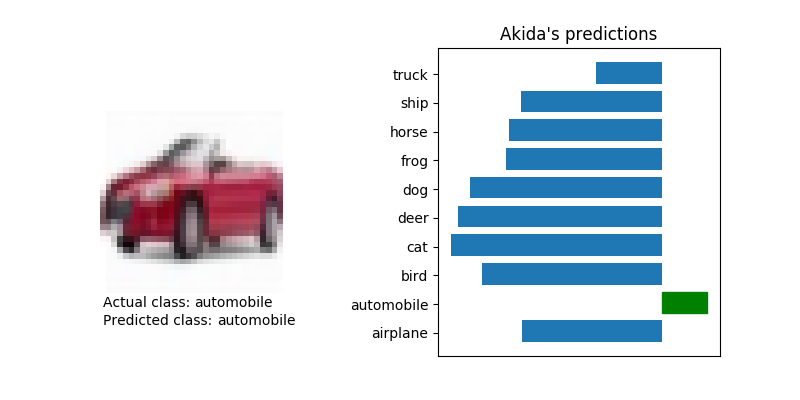 Akida's predictions
truck
ship
horse
frog
dog
deer
cat
bird
automobile
airplane
Actual class: automobile
Predicted class: automobile